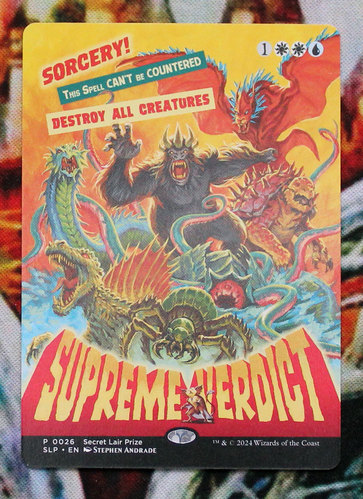 SORCERY!
1
THIS SPELL CAN'T BE COUNTERED
DESTROY ALL CREATURES
SUPREME VERDICT
P 0026 Secret Lair Prize
SLP • EN STEPHEN ANDRADE
™ & © 2024 Wizards of the Coast